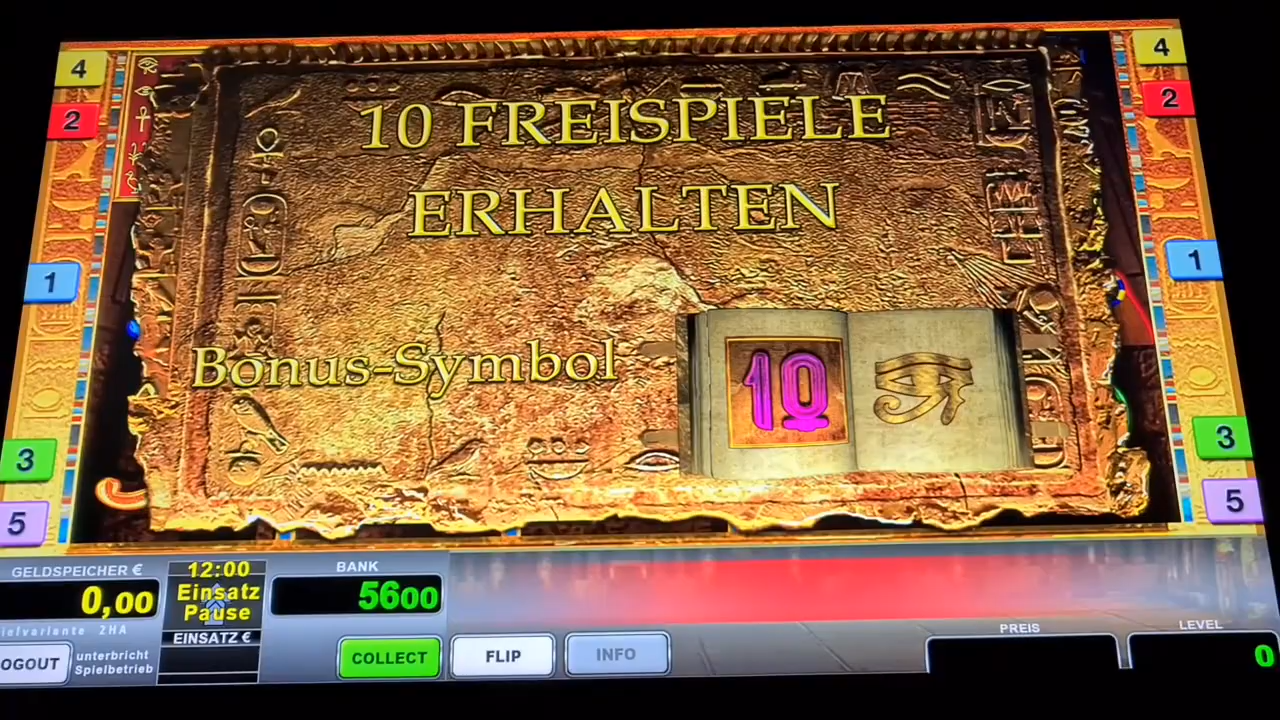 4
4
2
2
10 FREISPIELE
ERHALTEN
1
1
Bonus-Symbol
10
3
3
5
5
GELDSPEICHER €
0,00
12:00
Einsatz
Pause
EINSATZ €
BANK
5600
ielvariante 2HA
OGOUT
unterbricht
Spielbetrieb
COLLECT
FLIP
INFO
PREIS
LEVEL
0